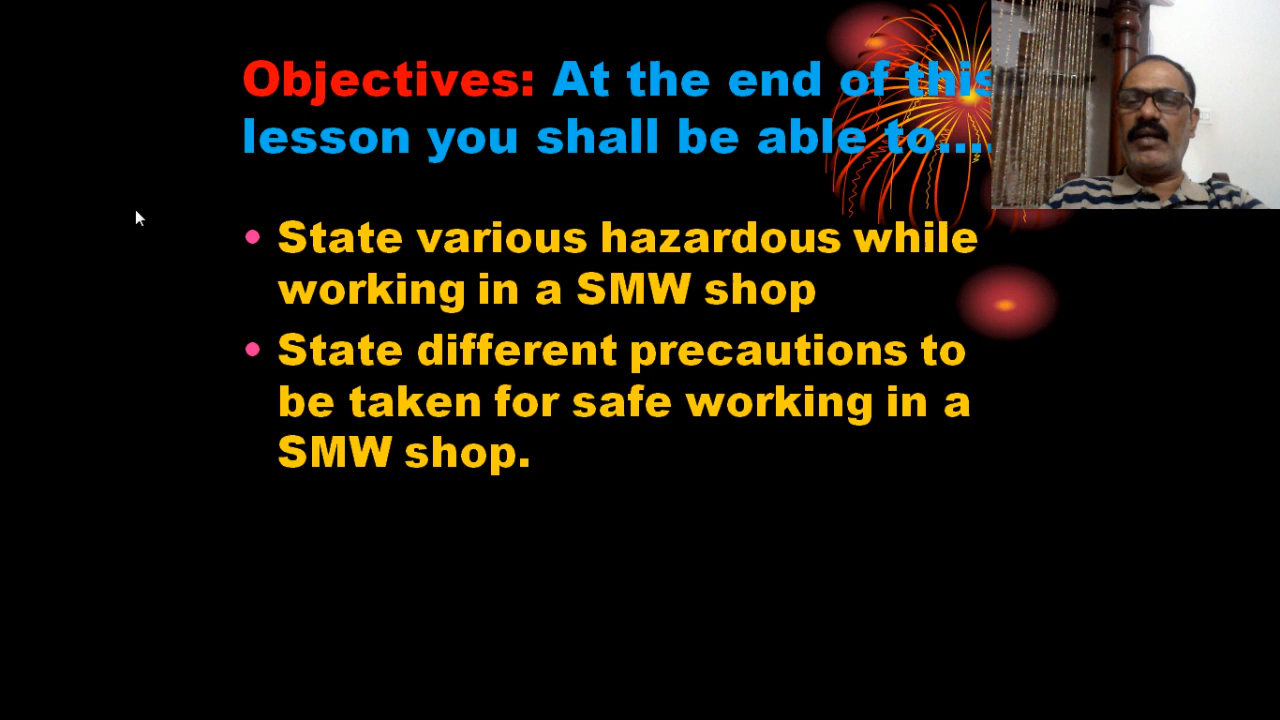 Objectives: At the end of this
lesson you shall be able to....
• State various hazardous while
working in a SMW shop
• State different precautions to
be taken for safe working in a
SMW shop.